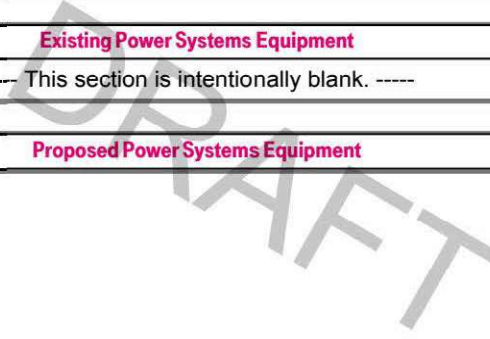 Existing Power Systems Equipment
-- This section is intentionally blank. -----
Proposed Power Systems Equipment
DRAFT